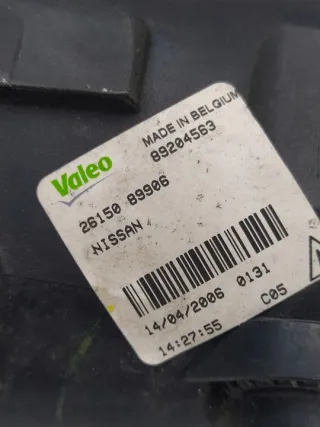 Valeo
MADE IN BELGIUM
89204563
26150 89906
NISSAN
14/04/2006 0131
14:27:55 C05